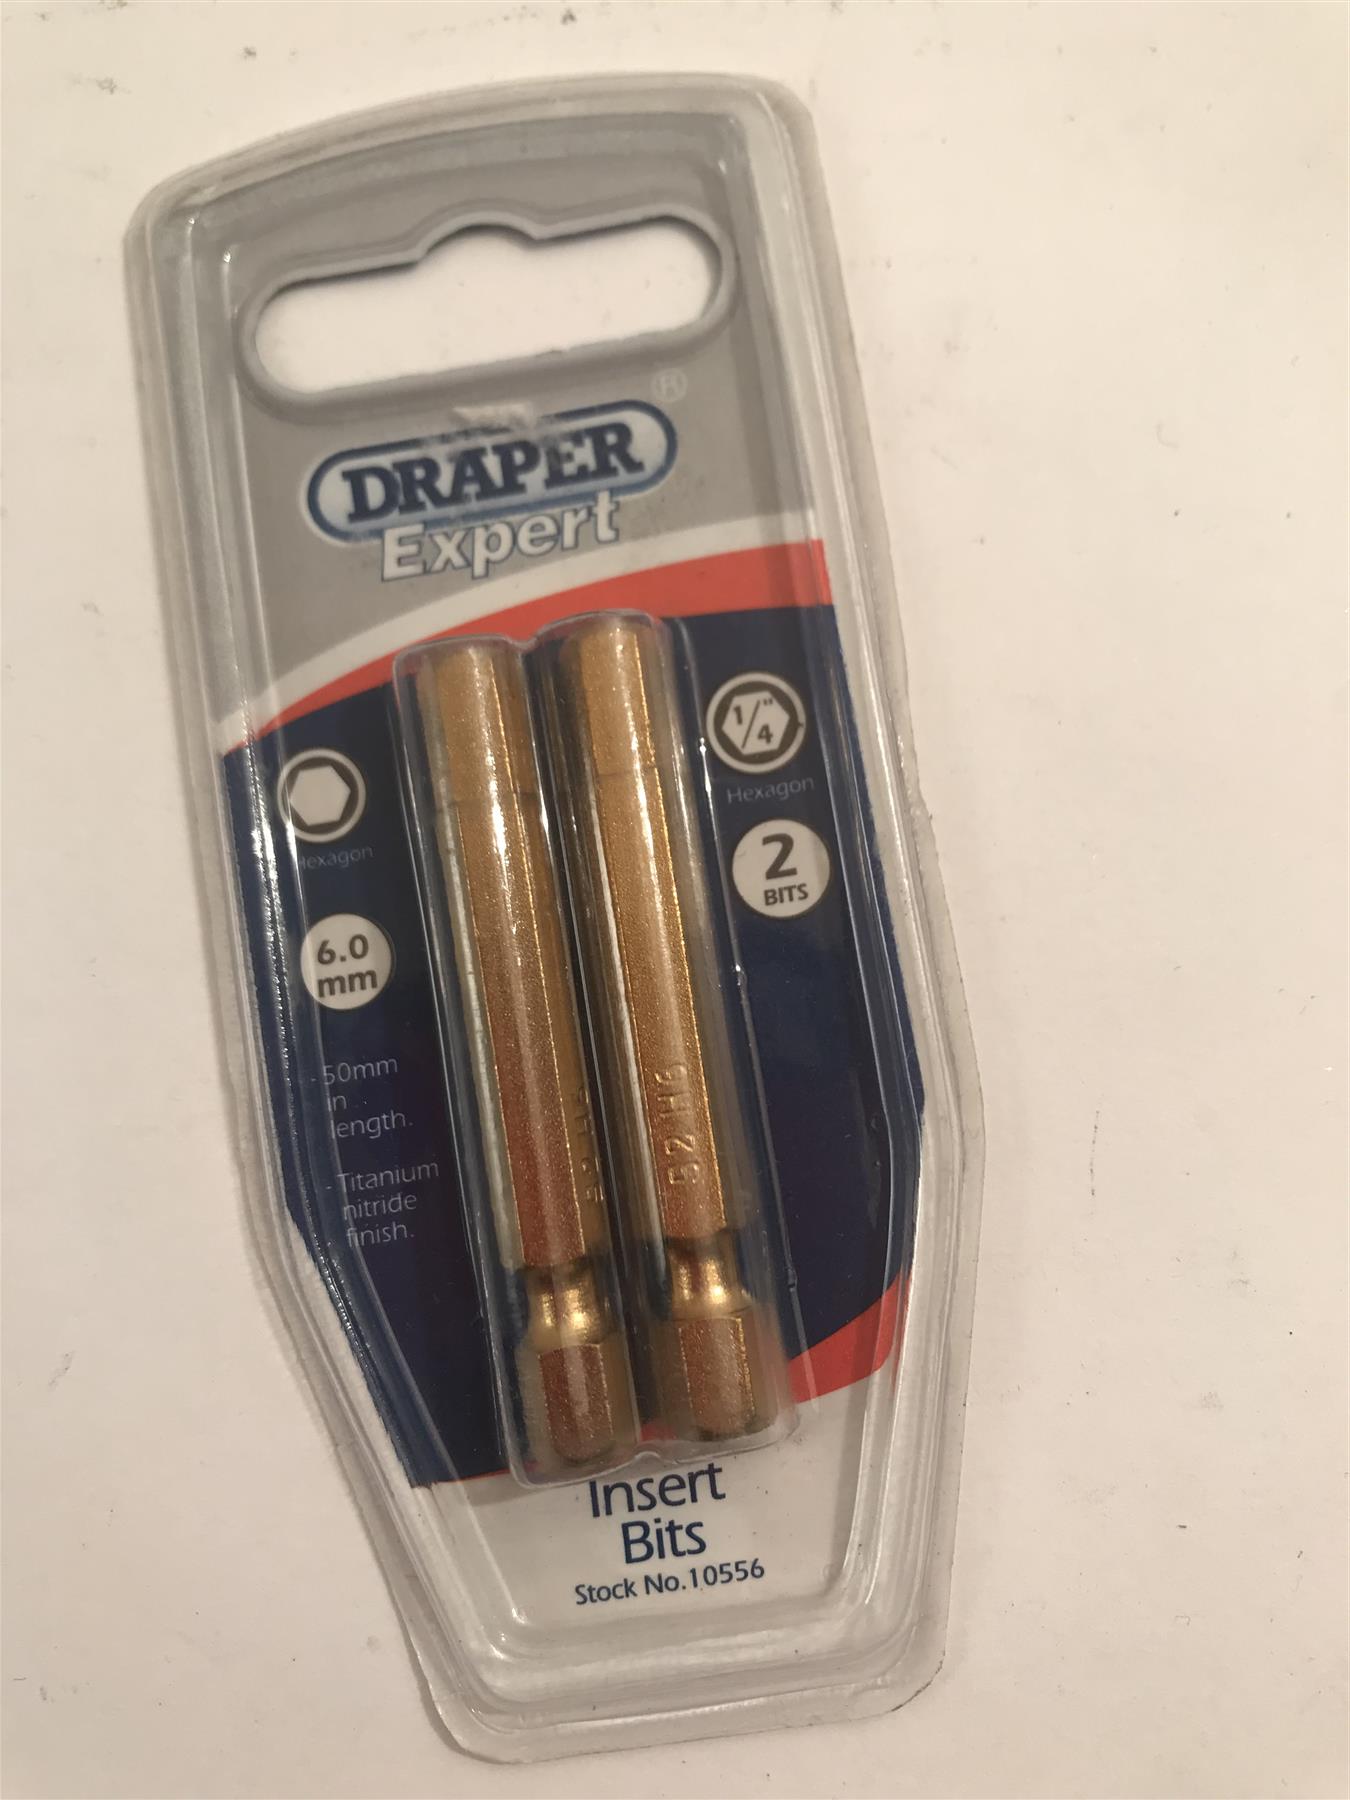 DRAPER ®
Expert
1/4"
Hexagon
2
BITS
Hexagon
6.0
mm
- 50mm
in
length.
- Titanium
nitride
finish.
S2 H6
S2 H6
Insert
Bits
Stock No.10556